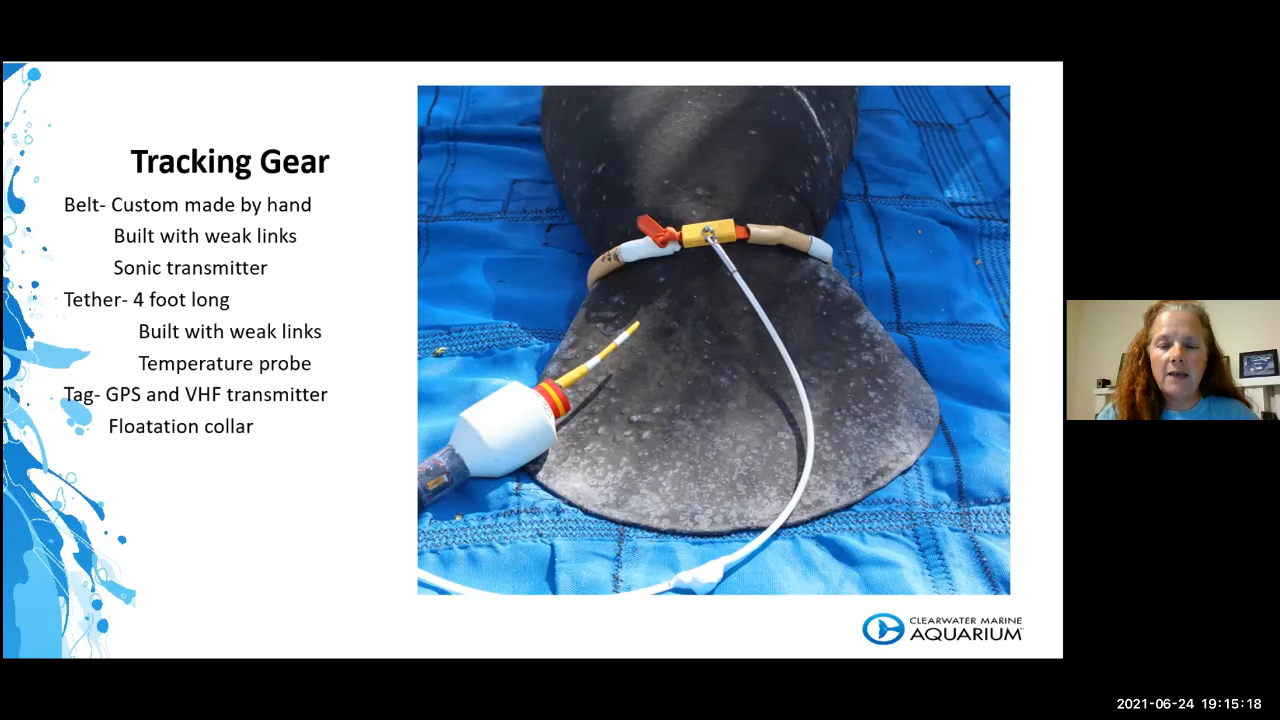 Tracking Gear
Belt- Custom made by hand
Built with weak links
Sonic transmitter
Tether- 4 foot long
Built with weak links
Temperature probe
Tag- GPS and VHF transmitter
Floatation collar
CLEARWATER MARINE
AQUARIUM™
2021-06-24 19:15:18